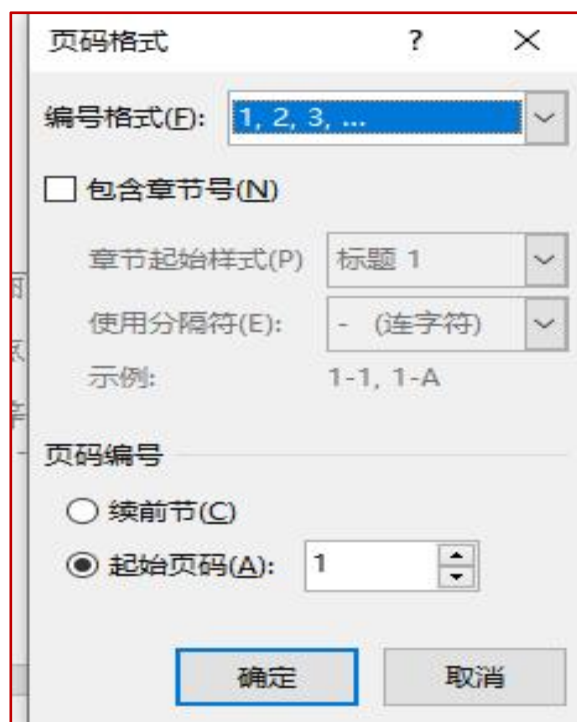 页码格式 ?
编号格式(F): 1, 2, 3, ...
包含章节号(N)
章节起始样式(P) 标题 1
使用分隔符(E): - (连字符)
示例: 1-1, 1-A
页码编号
续前节(C)
起始页码(A): 1
确定 取消